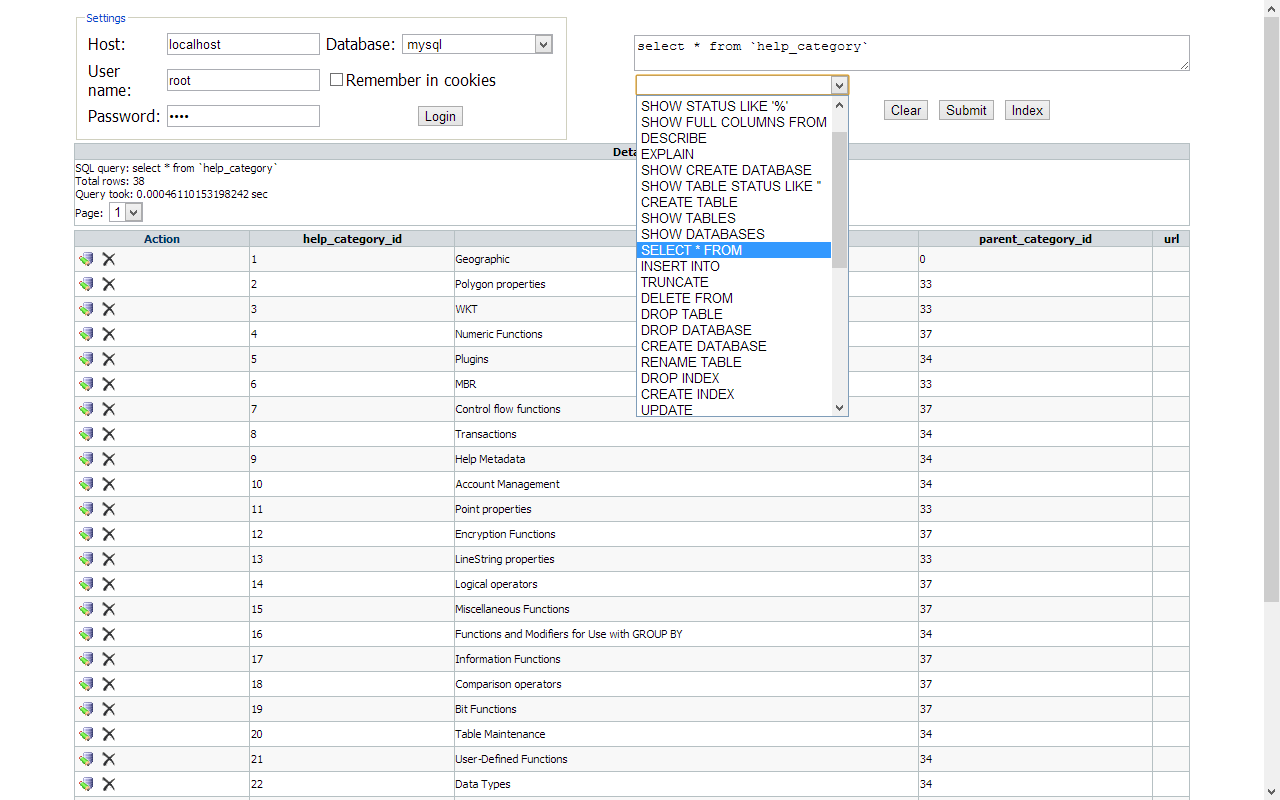 Settings
Host: localhost Database: mysql
User name: root Remember in cookies
Password: •••• Login
select * from `help_category`
Clear Submit Index
SHOW STATUS LIKE '%'
SHOW FULL COLUMNS FROM
DESCRIBE
EXPLAIN
SHOW CREATE DATABASE
SHOW TABLE STATUS LIKE ''
CREATE TABLE
SHOW TABLES
SHOW DATABASES
SELECT * FROM
INSERT INTO
TRUNCATE
DELETE FROM
DROP TABLE
DROP DATABASE
CREATE DATABASE
RENAME TABLE
DROP INDEX
CREATE INDEX
UPDATE
SQL query: select * from `help_category`
Total rows: 38
Query took: 0.00046110153198242 sec
Page: 1
Action help_category_id parent_category_id url
1 Geographic 0
2 Polygon properties 33
3 WKT 33
4 Numeric Functions 37
5 Plugins 34
6 MBR 33
7 Control flow functions 37
8 Transactions 34
9 Help Metadata 34
10 Account Management 34
11 Point properties 33
12 Encryption Functions 37
13 LineString properties 33
14 Logical operators 37
15 Miscellaneous Functions 37
16 Functions and Modifiers for Use with GROUP BY 34
17 Information Functions 37
18 Comparison operators 37
19 Bit Functions 37
20 Table Maintenance 34
21 User-Defined Functions 34
22 Data Types 34